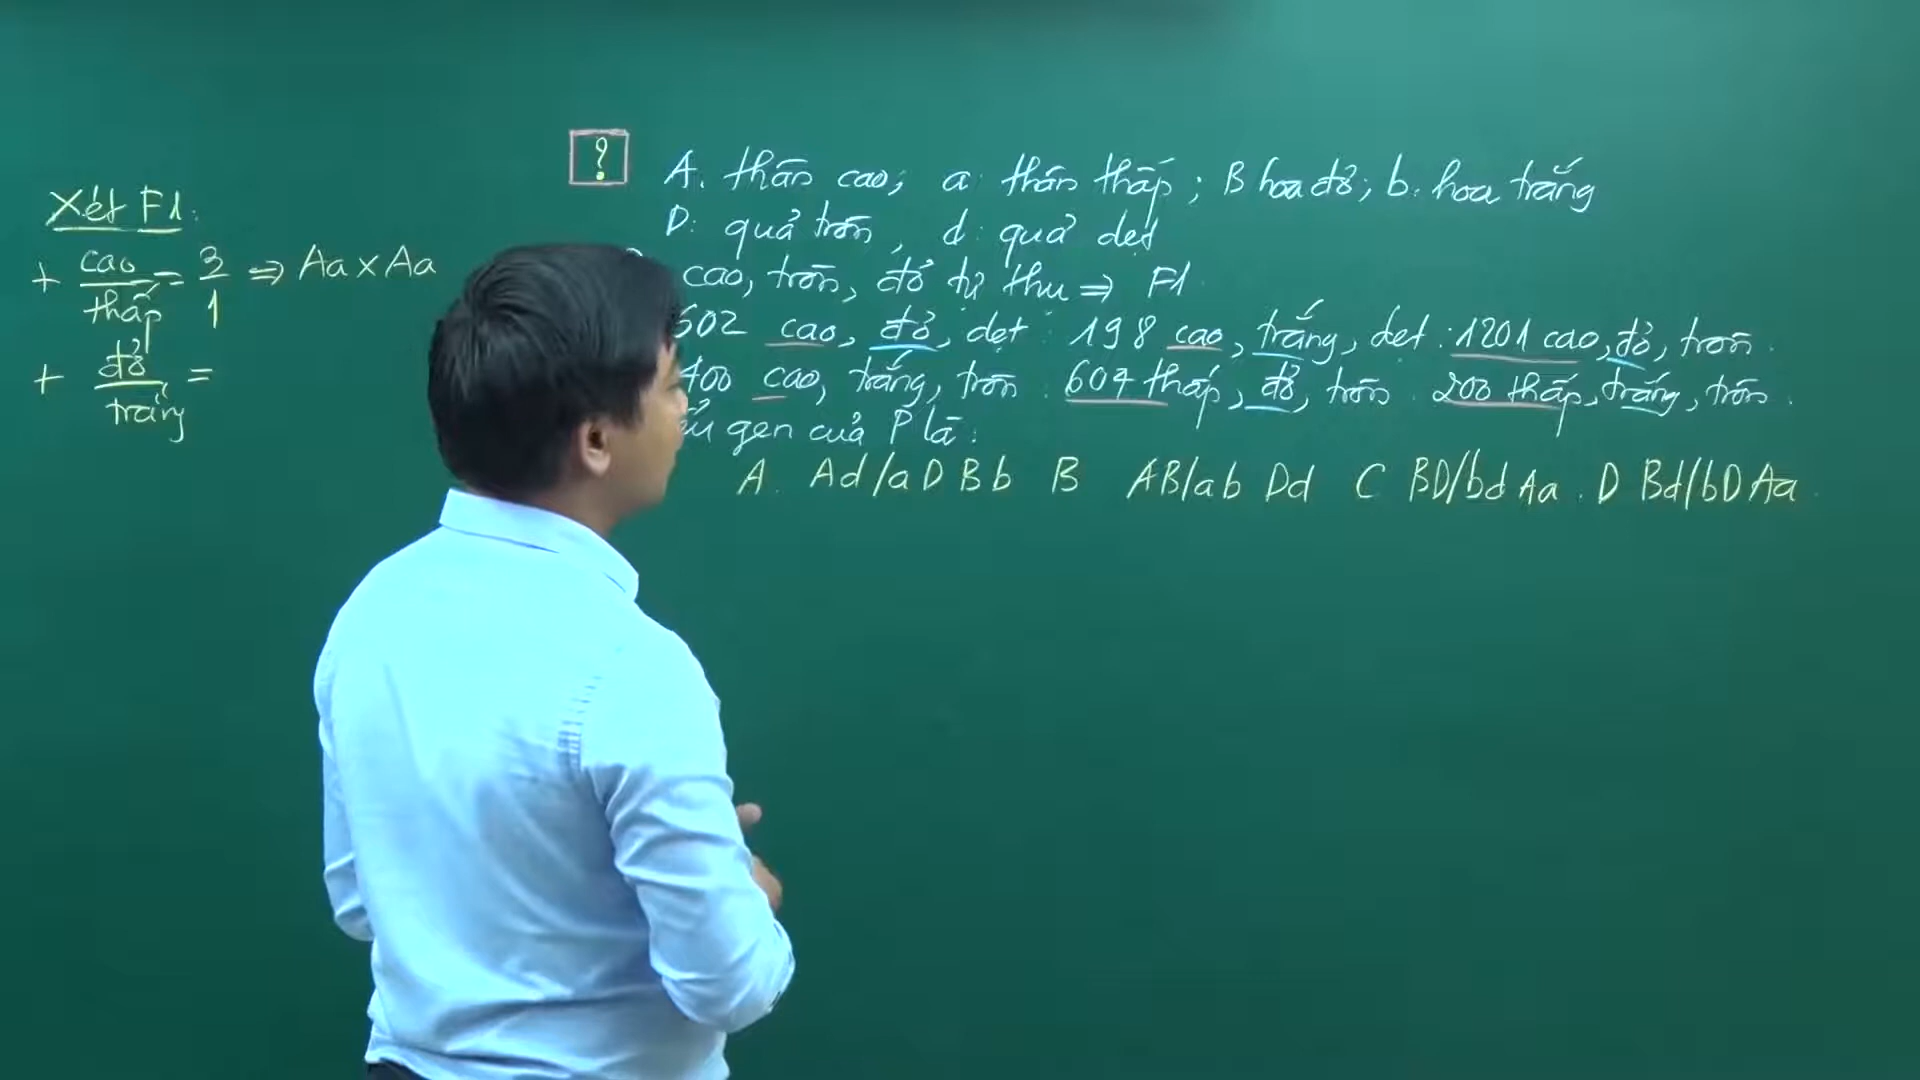 Xét F1:
+ cao/thấp = 3/1 => Aa x Aa
+ đỏ/trắng =
?
A. thân cao; a: thân thấp; B hoa đỏ; b: hoa trắng
D: quả tròn, d: quả dẹt
cao, tròn, đỏ tự thụ => F1.
602 cao, đỏ, dẹt : 198 cao, trắng, dẹt : 1201 cao, đỏ, tròn.
400 cao, trắng, tròn : 604 thấp, đỏ, tròn : 200 thấp, trắng, tròn.
gen của P là:
A. Ad/aD Bb B AB/ab Dd C BD/bd Aa. D Bd/bD Aa.